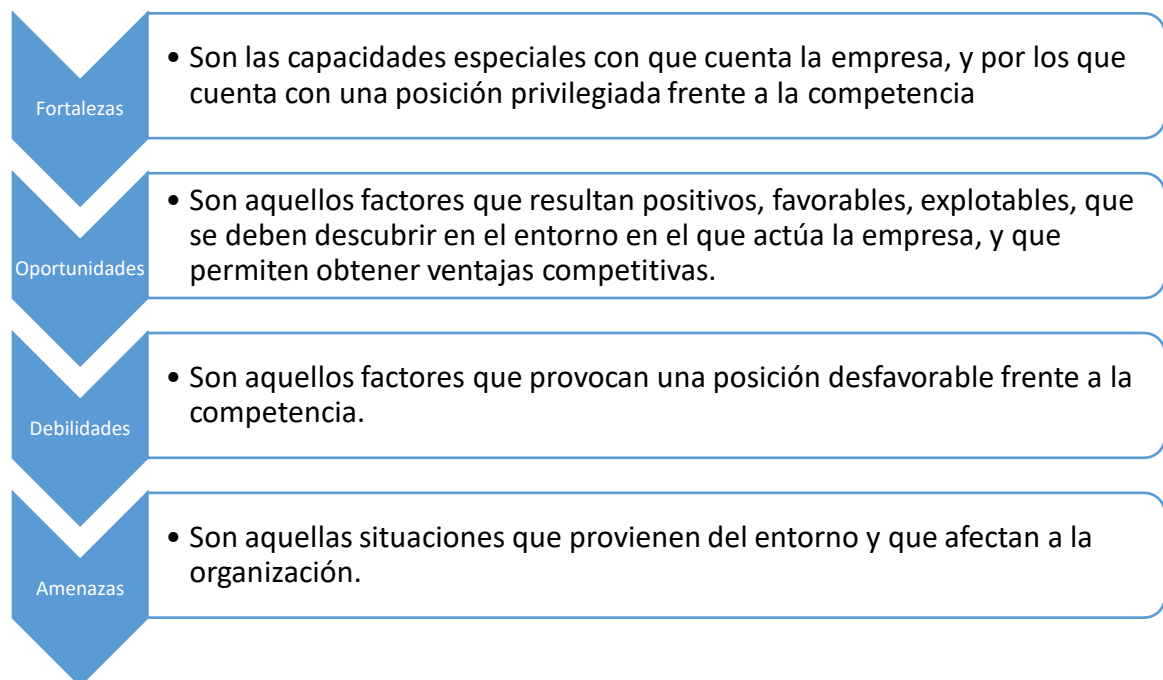 Fortalezas
• Son las capacidades especiales con que cuenta la empresa, y por los que
cuenta con una posición privilegiada frente a la competencia
Oportunidades
• Son aquellos factores que resultan positivos, favorables, explotables, que
se deben descubrir en el entorno en el que actúa la empresa, y que
permiten obtener ventajas competitivas.
Debilidades
• Son aquellos factores que provocan una posición desfavorable frente a la
competencia.
Amenazas
• Son aquellas situaciones que provienen del entorno y que afectan a la
organización.